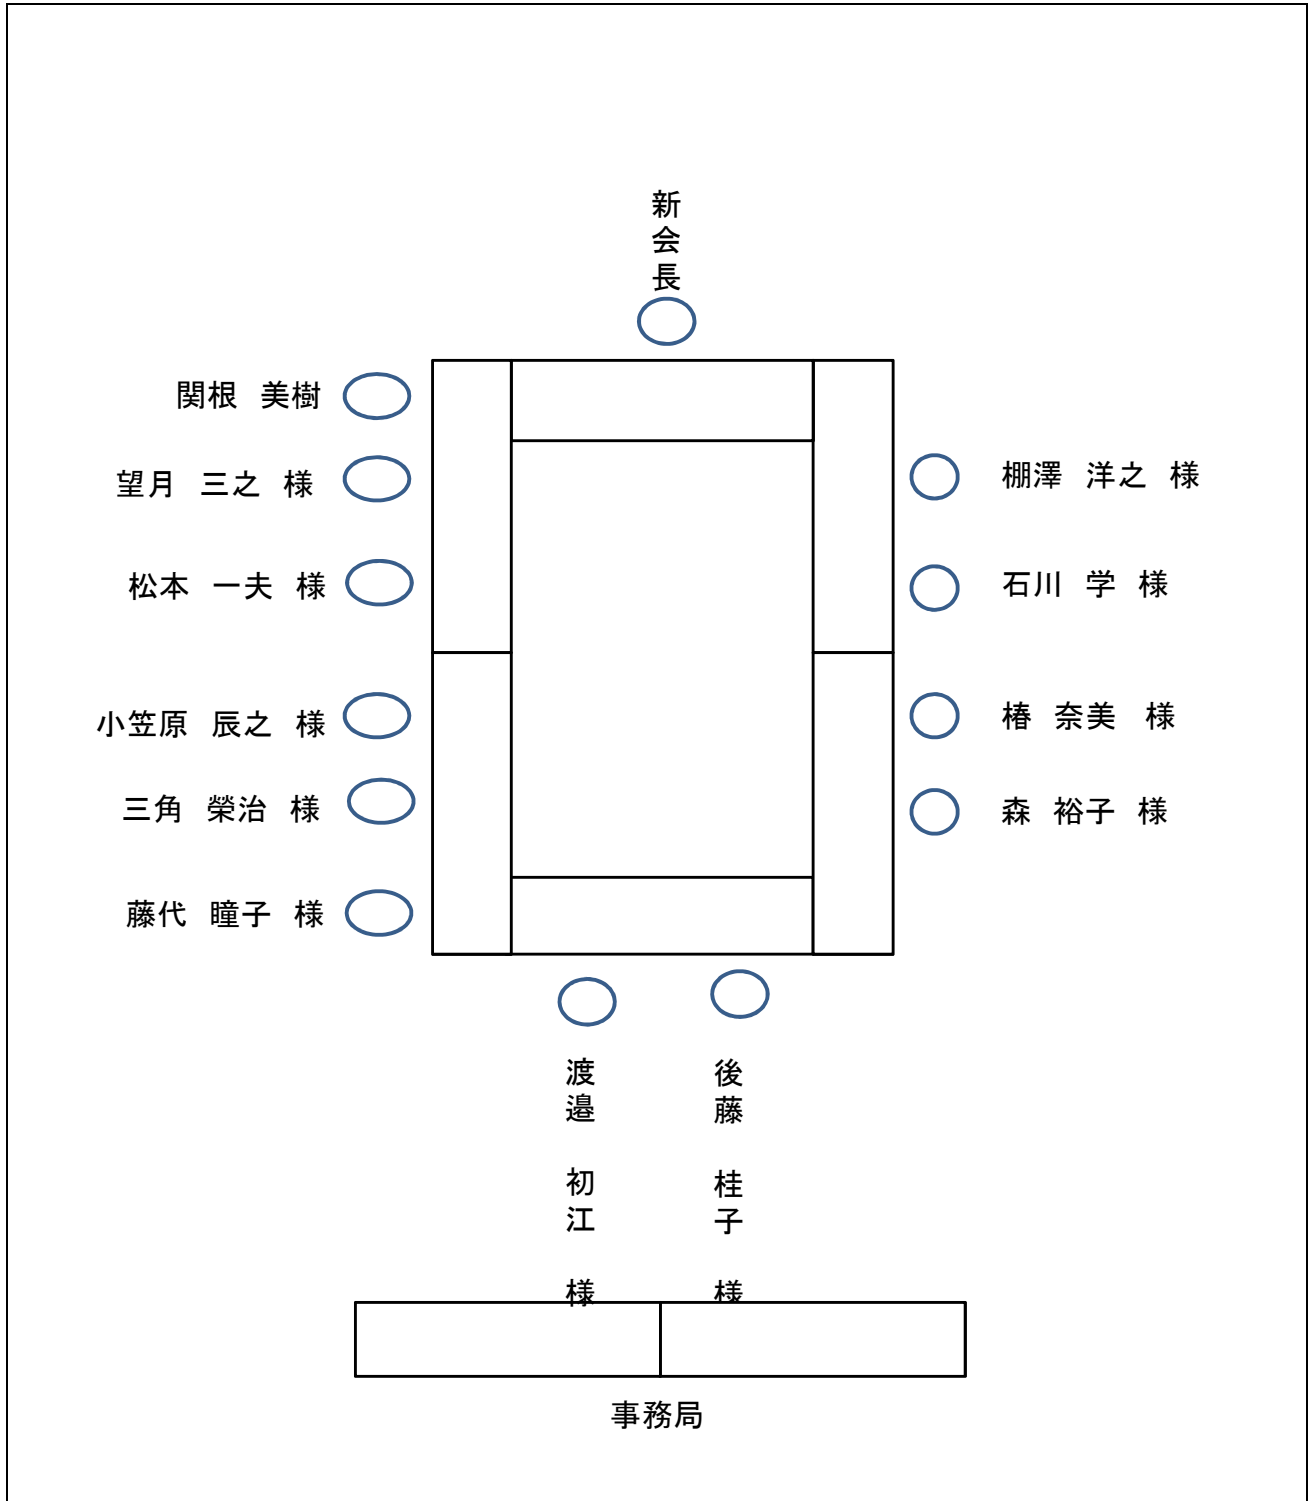 新会長
関根 美樹
望月 三之 様
棚澤 洋之 様
松本 一夫 様
石川 学 様
小笠原 辰之 様
椿 奈美 様
三角 榮治 様
森 裕子 様
藤代 瞳子 様
渡邉 初江 様
後藤 桂子 様
事務局